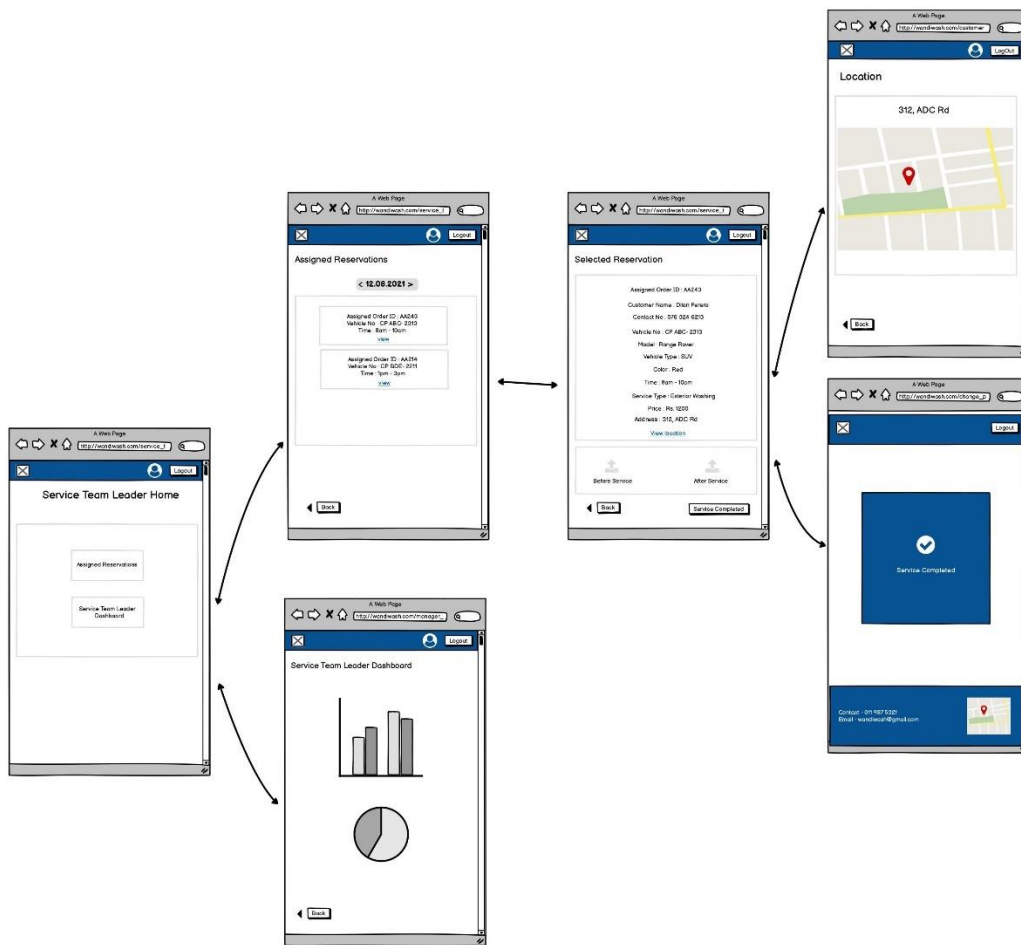 A Web Page
http://wandiwash.com/service_t
Logout
Service Team Leader Home
Assigned Reservations
Service Team Leader
Dashboard
A Web Page
http://wandiwash.com/service_t
Logout
Assigned Reservations
< 12.08.2021 >
Assigned Order ID : AA243
Vehicle No : CP ABC- 2313
Time : 8am - 10am
view
Assigned Order ID : AA214
Vehicle No : CP BDE- 2311
Time : 1pm - 3pm
view
Back
A Web Page
http://wandiwash.com/manager_
Logout
Service Team Leader Dashboard
Back
A Web Page
http://wandiwash.com/service_t
Logout
Selected Reservation
Assigned Order ID : AA243
Customer Name : Dilan Perera
Contact No : 076 324 6213
Vehicle No : CP ABC- 2313
Model : Range Rover
Vehicle Type : SUV
Color : Red
Time : 8am - 10am
Service Type : Exterior Washing
Price : Rs. 1200
Address : 312, ADC Rd
View location
Before Service
After Service
Back
Service Completed
A Web Page
http://wandiwash.com/customer
LogOut
Location
312, ADC Rd
Back
A Web Page
http://wandiwash.com/change_p
Logout
Service Completed
Contact - 011 987 5321
Email - wandiwash@gmail.com